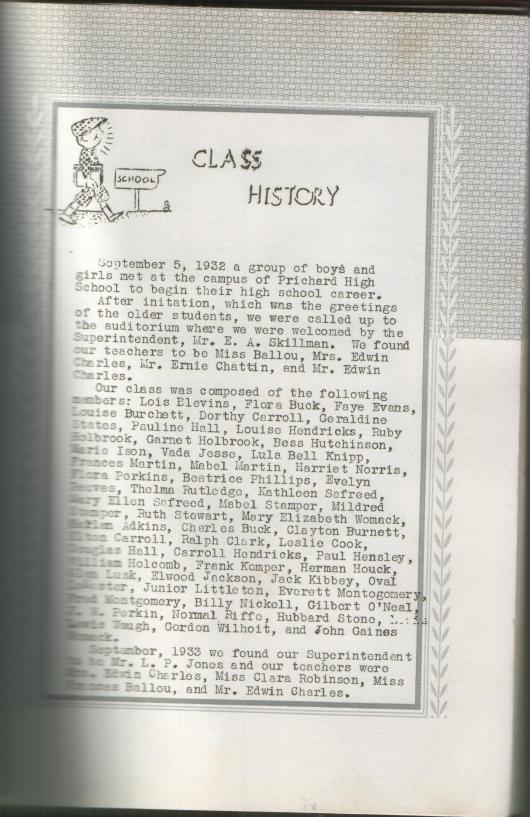 SCHOOL
CLASS
HISTORY
September 5, 1932 a group of boys and
girls met at the campus of Prichard High
School to begin their high school career.
After initation, which was the greetings
of the older students, we were called up to
the auditorium where we were welcomed by the
Superintendent, Mr. E. A. Skillman. We found
our teachers to be Miss Ballou, Mrs. Edwin
Charles, Mr. Ernie Chattin, and Mr. Edwin
Charles.
Our class was composed of the following
members: Lois Blevins, Flora Buck, Faye Evans,
Louise Burchett, Dorthy Carroll, Geraldine
States, Pauline Hall, Louise Hendricks, Ruby
Holbrook, Garnet Holbrook, Bess Hutchinson,
Marie Ison, Vada Jesse, Lula Bell Knipp,
Frances Martin, Mabel Martin, Harriet Norris,
Flora Perkins, Beatrice Phillips, Evelyn
Reeves, Thelma Rutledge, Kathleen Safreed,
Mary Ellen Safreed, Mabel Stamper, Mildred
Stamper, Ruth Stewart, Mary Elizabeth Womack,
Adkins, Charles Buck, Clayton Burnett,
Carroll, Ralph Clark, Leslie Cook,
Douglas Hall, Carroll Hendricks, Paul Hensley,
William Holcomb, Frank Kemper, Herman Houck,
Lusk, Elwood Jackson, Jack Kibbey, Oval
Junior Littleton, Everett Montogomery,
Montgomery, Billy Nickell, Gilbert O'Neal,
W. Perkin, Normal Riffe, Hubbard Stone,
Lewis Waugh, Gordon Wilhoit, and John Gaines
Womack.
September, 1933 we found our Superintendent
to be Mr. L. P. Jones and our teachers were
Mrs. Edwin Charles, Miss Clara Robinson, Miss
Frances Ballou, and Mr. Edwin Charles.